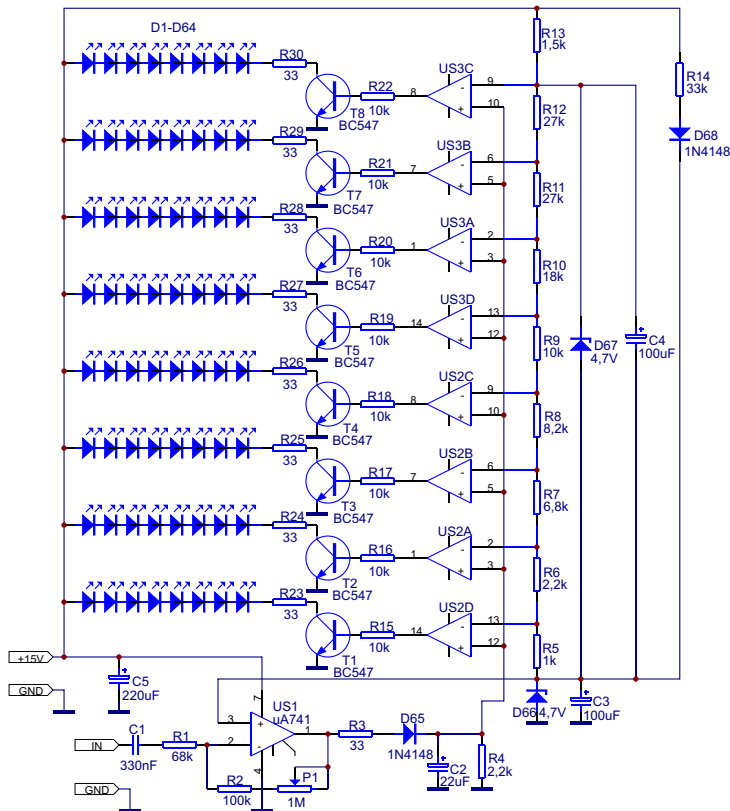 D1-D64
R30
33
T8
BC547
R22
10k
8
US3C
9
-
+
10
R13
1,5k
R14
33k
R12
27k
D68
1N4148
R29
33
T7
BC547
R21
10k
7
US3B
6
-
+
5
R11
27k
R28
33
T6
BC547
R20
10k
1
US3A
2
-
+
3
R10
18k
R27
33
T5
BC547
R19
10k
14
US3D
13
-
+
12
R9
10k
D67
4,7V
+
C4
100uF
R26
33
T4
BC547
R18
10k
8
US2C
9
-
+
10
R8
8,2k
R25
33
T3
BC547
R17
10k
7
US2B
6
-
+
5
R7
6,8k
R24
33
T2
BC547
R16
10k
1
US2A
2
-
+
3
R6
2,2k
R23
33
T1
BC547
R15
10k
14
US2D
13
-
+
12
R5
1k
+15V
GND
+
C5
220uF
D66 4,7V
+
C3
100uF
IN
C1
330nF
R1
68k
US1
uA741
7
3
+
2
-
4
1
R3
33
D65
1N4148
+
C2
22uF
R4
2,2k
R2
100k
P1
1M
GND